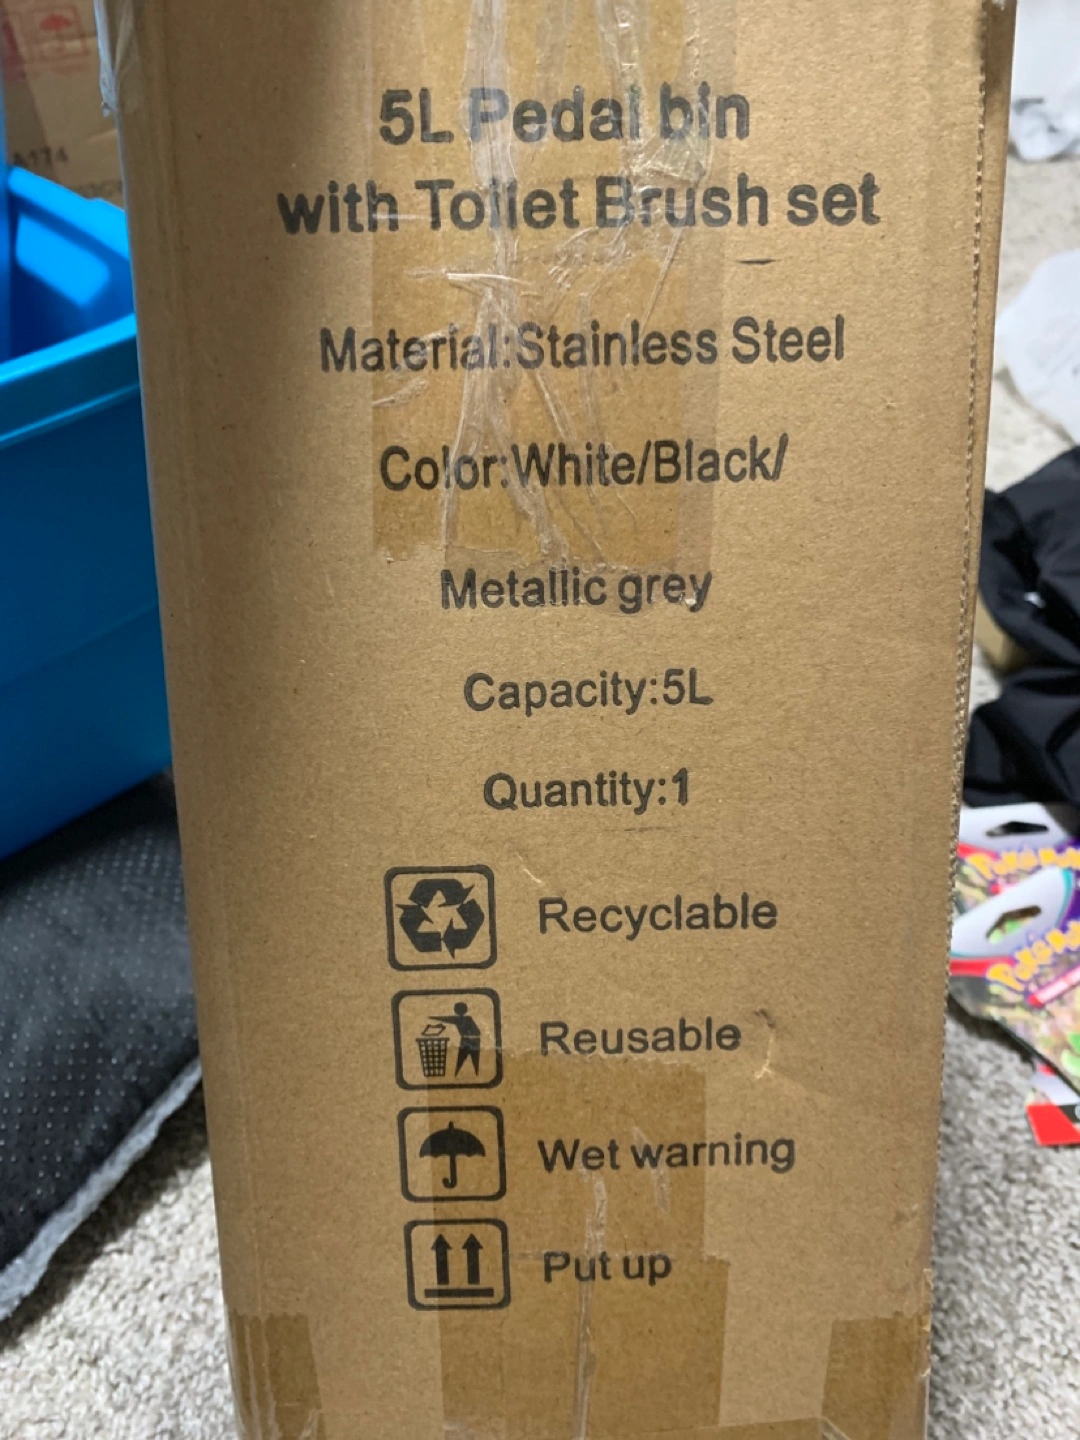 5L Pedal bin
with Toilet Brush set
Material:Stainless Steel
Color:White/Black/
Metallic grey
Capacity:5L
Quantity:1
Recyclable
Reusable
Wet warning
Put up
A174